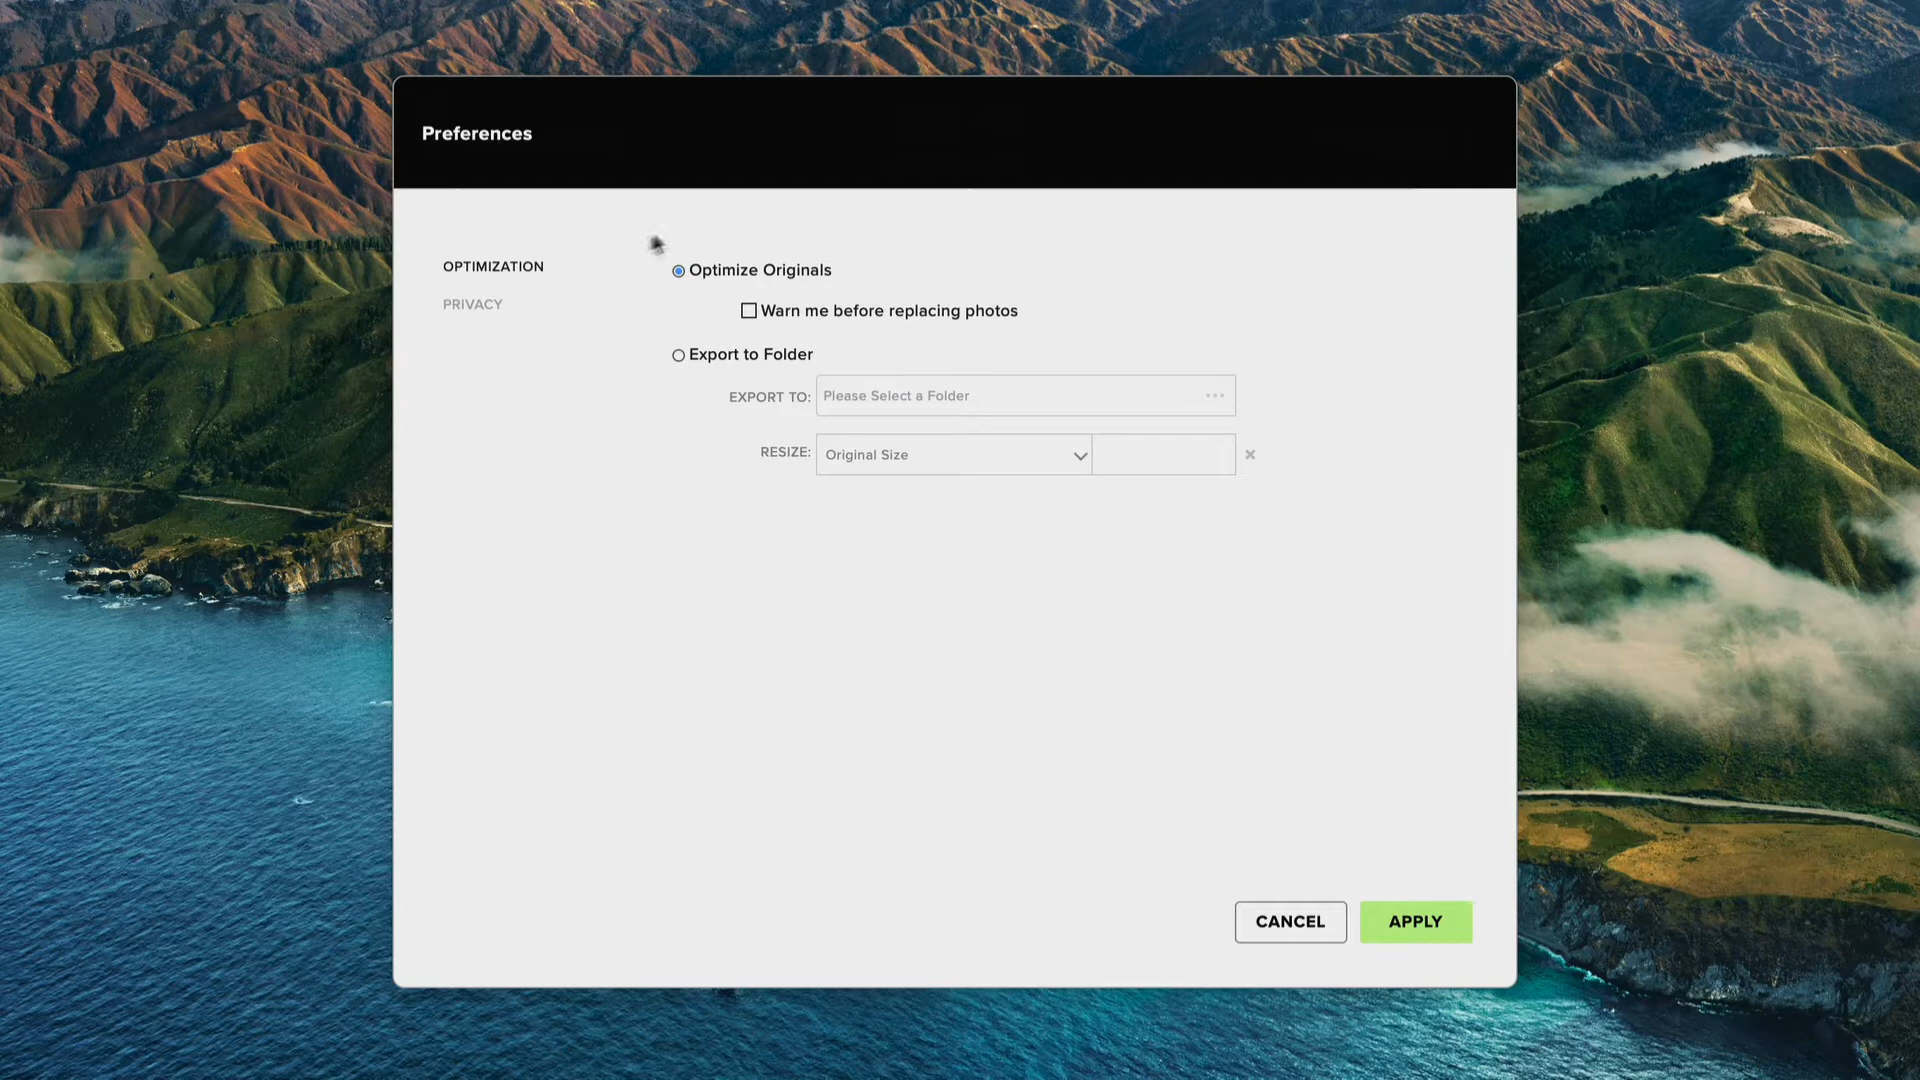 Preferences
OPTIMIZATION
PRIVACY
Optimize Originals
Warn me before replacing photos
Export to Folder
EXPORT TO: Please Select a Folder
RESIZE: Original Size
CANCEL APPLY